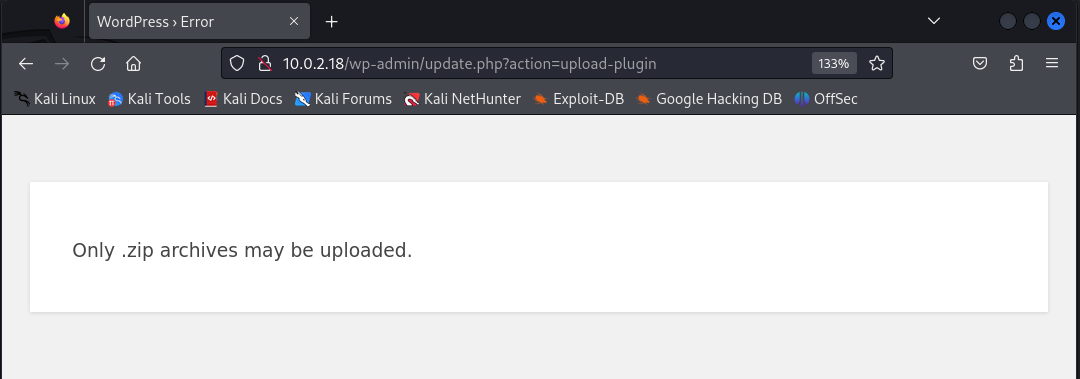 WordPress › Error
10.0.2.18/wp-admin/update.php?action=upload-plugin 133%
Kali Linux Kali Tools Kali Docs Kali Forums Kali NetHunter Exploit-DB Google Hacking DB OffSec
Only .zip archives may be uploaded.